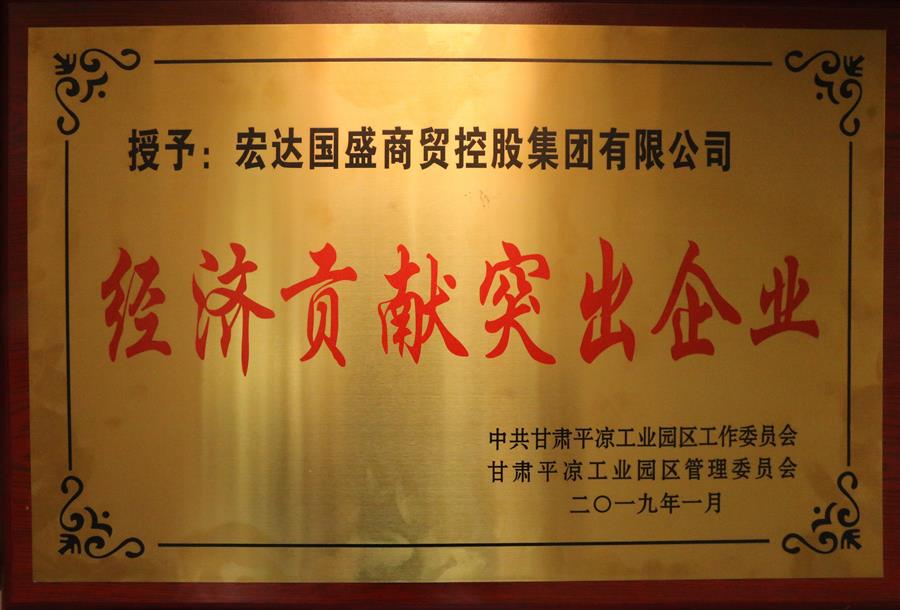 授予：宏达国盛商贸控股集团有限公司
经济贡献突出企业
中共甘肃平凉工业园区工作委员会
甘肃平凉工业园区管理委员会
二〇一九年一月